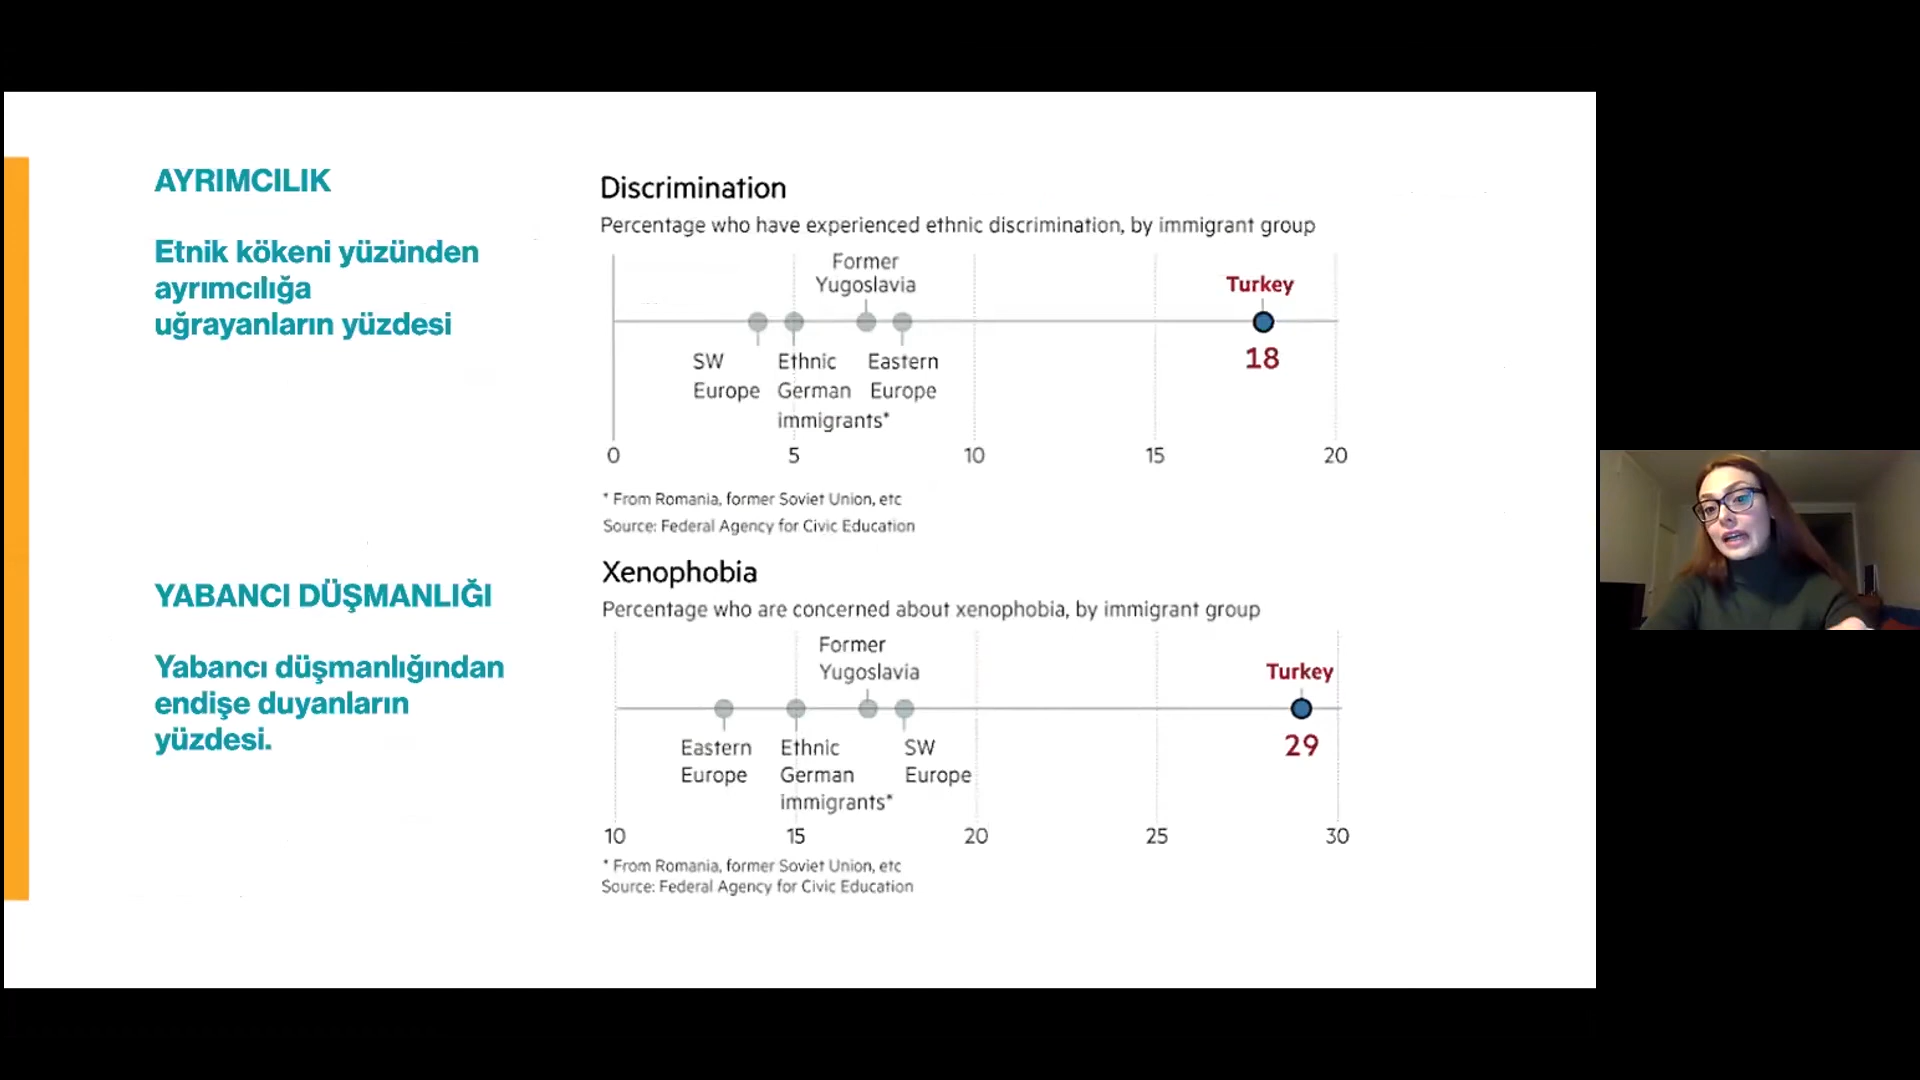 AYRIMCILIK
Etnik kökeni yüzünden
ayrımcılığa
uğrayanların yüzdesi
Discrimination
Percentage who have experienced ethnic discrimination, by immigrant group
Former
Yugoslavia
Turkey
18
SW
Europe
Ethnic
German
immigrants*
Eastern
Europe
0 5 10 15 20
* From Romania, former Soviet Union, etc
Source: Federal Agency for Civic Education
YABANCI DÜŞMANLIĞI
Yabancı düşmanlığından
endişe duyanların
yüzdesi.
Xenophobia
Percentage who are concerned about xenophobia, by immigrant group
Former
Yugoslavia
Turkey
29
Eastern
Europe
Ethnic
German
immigrants*
SW
Europe
10 15 20 25 30
* From Romania, former Soviet Union, etc
Source: Federal Agency for Civic Education